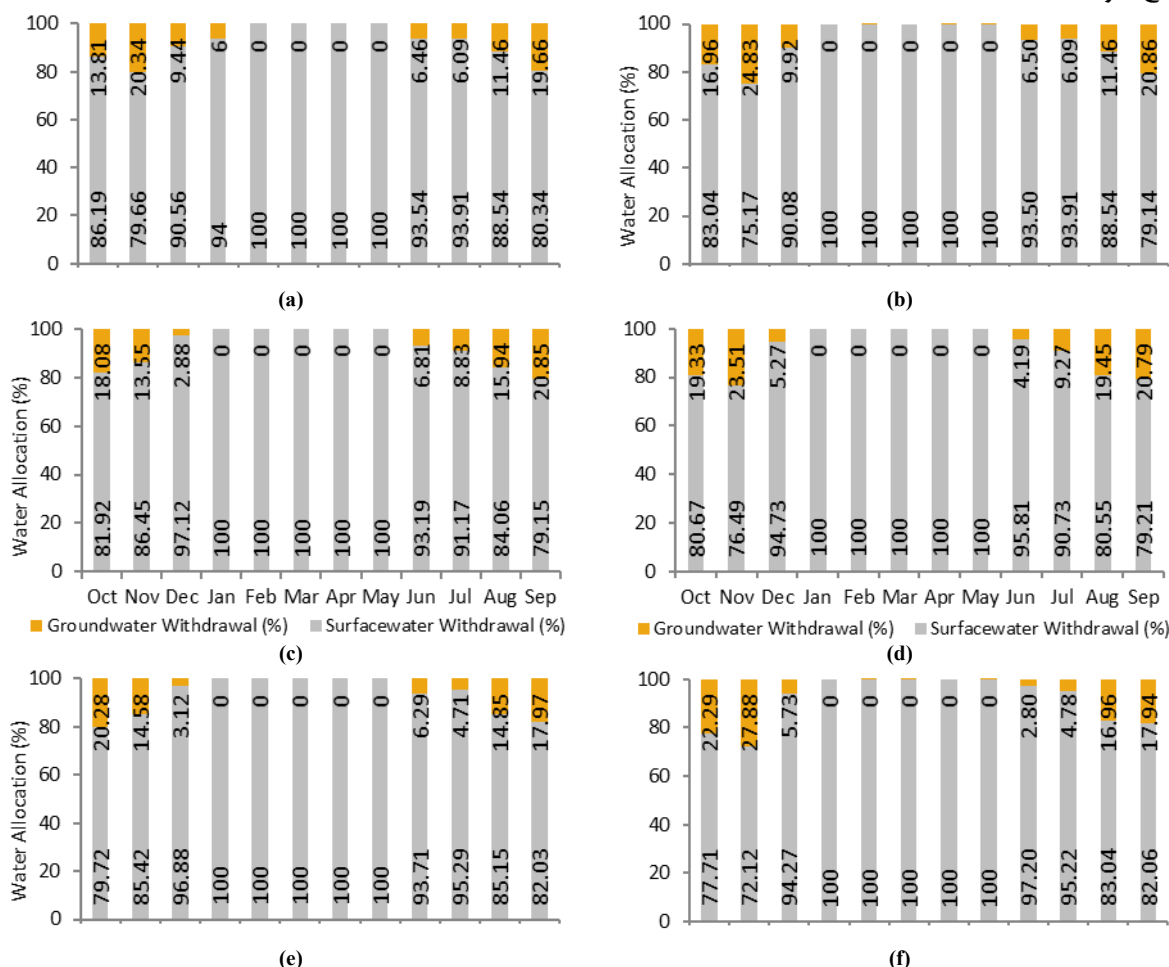 100
80
60
40
20
0
13.81 20.34 9.44 6 0 0 0 0 6.46 6.09 11.46 19.66
86.19 79.66 90.56 94 100 100 100 100 93.54 93.91 88.54 80.34
(a)
Water Allocation (%)
100
80
60
40
20
0
16.96 24.83 9.92 0 0 0 0 0 6.50 6.09 11.46 20.86
83.04 75.17 90.08 100 100 100 100 100 93.50 93.91 88.54 79.14
(b)
Water Allocation (%)
100
80
60
40
20
0
18.08 13.55 2.88 0 0 0 0 0 6.81 8.83 15.94 20.85
81.92 86.45 97.12 100 100 100 100 100 93.19 91.17 84.06 79.15
Oct Nov Dec Jan Feb Mar Apr May Jun Jul Aug Sep
Groundwater Withdrawal (%) Surfacewater Withdrawal (%)
(c)
100
80
60
40
20
0
19.33 23.51 5.27 0 0 0 0 0 4.19 9.27 19.45 20.79
80.67 76.49 94.73 100 100 100 100 100 95.81 90.73 80.55 79.21
Oct Nov Dec Jan Feb Mar Apr May Jun Jul Aug Sep
Groundwater Withdrawal (%) Surfacewater Withdrawal (%)
(d)
Water Allocation (%)
100
80
60
40
20
0
20.28 14.58 3.12 0 0 0 0 0 6.29 4.71 14.85 17.97
79.72 85.42 96.88 100 100 100 100 100 93.71 95.29 85.15 82.03
(e)
100
80
60
40
20
0
22.29 27.88 5.73 0 0 0 0 0 2.80 4.78 16.96 17.94
77.71 72.12 94.27 100 100 100 100 100 97.20 95.22 83.04 82.06
(f)